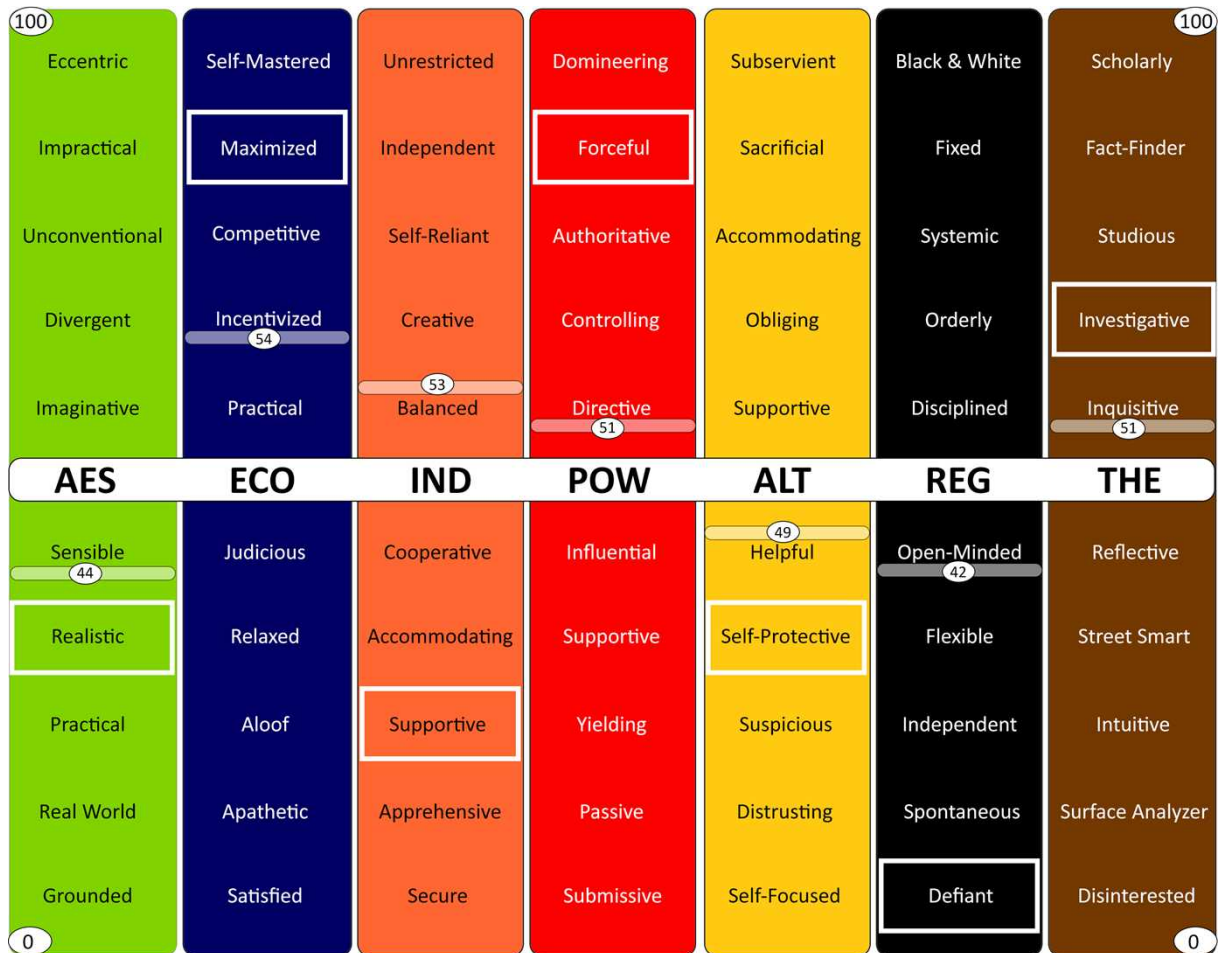 100 100
Eccentric Self-Mastered Unrestricted Domineering Subservient Black & White Scholarly
Impractical Maximized Independent Forceful Sacrificial Fixed Fact-Finder
Unconventional Competitive Self-Reliant Authoritative Accommodating Systemic Studious
Divergent Incentivized Creative Controlling Obliging Orderly Investigative
54
53
Imaginative Practical Balanced Directive Supportive Disciplined Inquisitive
51 51
AES ECO IND POW ALT REG THE
49
Sensible Judicious Cooperative Influential Helpful Open-Minded Reflective
44 42
Realistic Relaxed Accommodating Supportive Self-Protective Flexible Street Smart
Practical Aloof Supportive Yielding Suspicious Independent Intuitive
Real World Apathetic Apprehensive Passive Distrusting Spontaneous Surface Analyzer
Grounded Satisfied Secure Submissive Self-Focused Defiant Disinterested
0 0